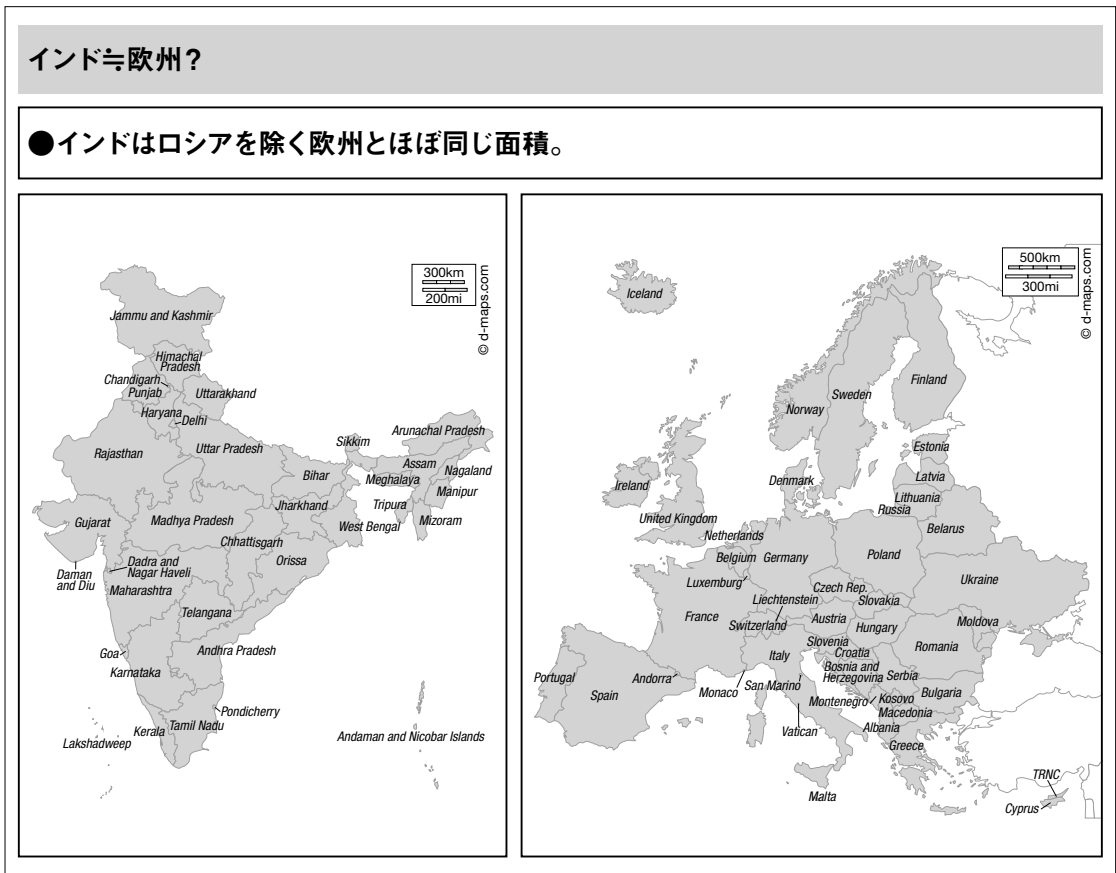 インド≒欧州?
●インドはロシアを除く欧州とほぼ同じ面積。
300km
200mi
© d-maps.com
Jammu and Kashmir
Himachal
Pradesh
Chandigarh
Punjab
Uttarakhand
Haryana
Delhi
Rajasthan
Uttar Pradesh
Sikkim
Arunachal Pradesh
Bihar
Assam
Nagaland
Meghalaya
Manipur
Jharkhand
Tripura
Gujarat
Madhya Pradesh
West Bengal
Mizoram
Chhattisgarh
Orissa
Daman
and Diu
Dadra and
Nagar Haveli
Maharashtra
Telangana
Goa
Andhra Pradesh
Karnataka
Pondicherry
Kerala
Tamil Nadu
Lakshadweep
Andaman and Nicobar Islands
500km
300mi
© d-maps.com
Iceland
Finland
Sweden
Norway
Estonia
Latvia
Denmark
Ireland
Lithuania
Russia
United Kingdom
Belarus
Netherlands
Belgium
Germany
Poland
Luxemburg
Ukraine
Czech Rep.
Liechtenstein
Slovakia
France
Switzerland
Austria
Hungary
Moldova
Slovenia
Romania
Italy
Croatia
Bosnia and
Herzegovina
Serbia
Portugal
Spain
Andorra
Monaco
San Marino
Montenegro
Kosovo
Bulgaria
Macedonia
Vatican
Albania
Greece
Malta
TRNC
Cyprus